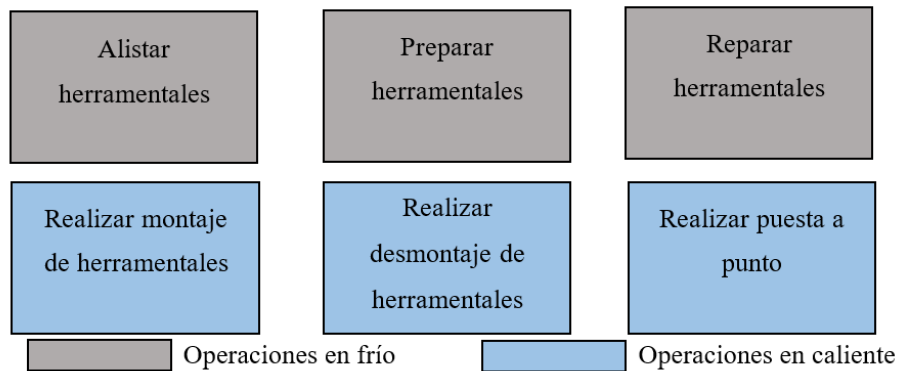 Alistar
herramentales
Preparar
herramentales
Reparar
herramentales
Realizar montaje
de herramentales
Realizar
desmontaje de
herramentales
Realizar puesta a
punto
Operaciones en frío
Operaciones en caliente